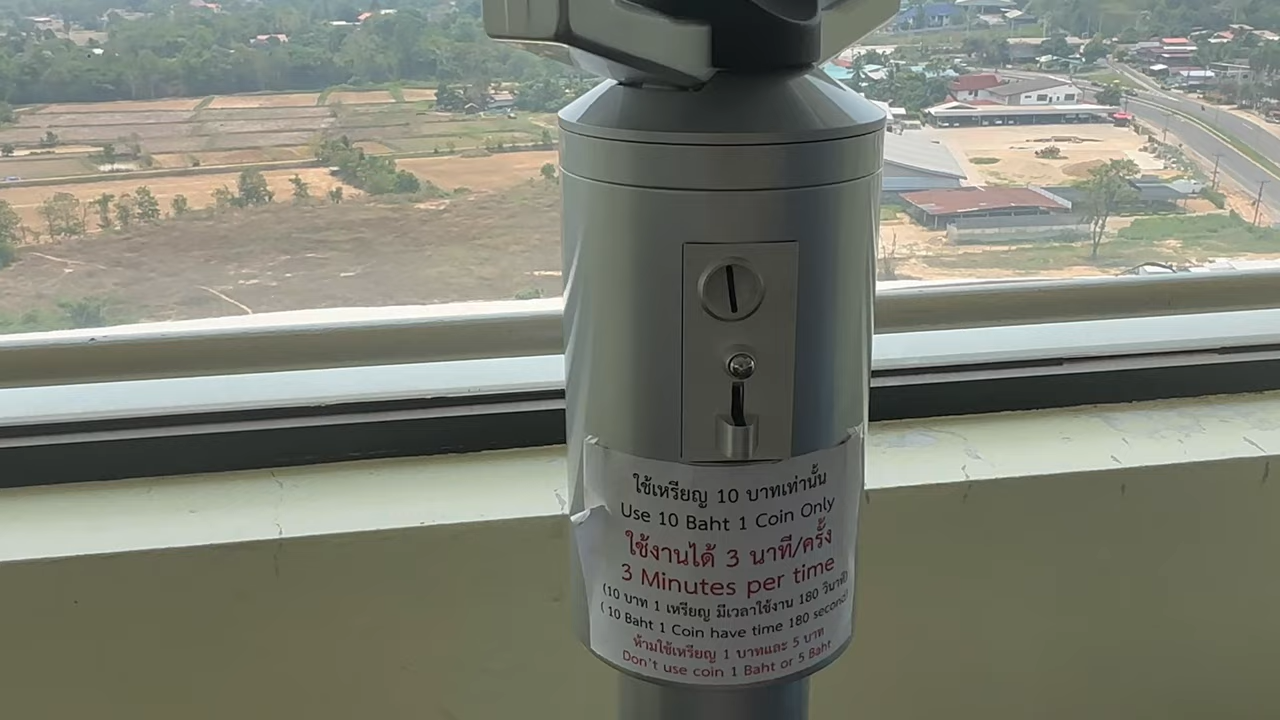 ใช้เหรียญ 10 บาทเท่านั้น
Use 10 Baht 1 Coin Only
ใช้งานได้ 3 นาที/ครั้ง
3 Minutes per time
(10 บาท 1 เหรียญ มีเวลาใช้งาน 180 วินาที)
( 10 Baht 1 Coin have time 180 second)
ห้ามใช้เหรียญ 1 บาทและ 5 บาท
Don't use coin 1 Baht or 5 Baht